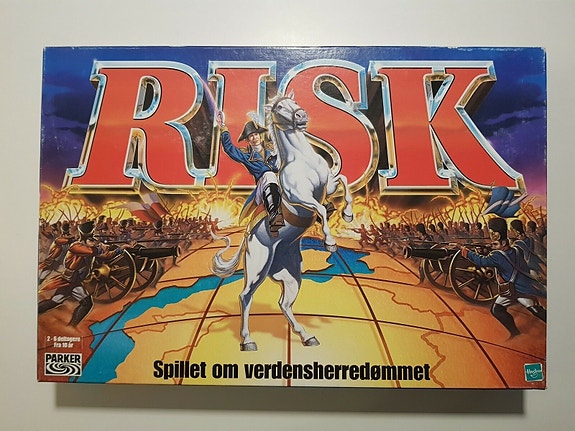 RISK
2 - 6 deltagere
Fra 10 år
PARKER
Spillet om verdensherredømmet
Hasbro